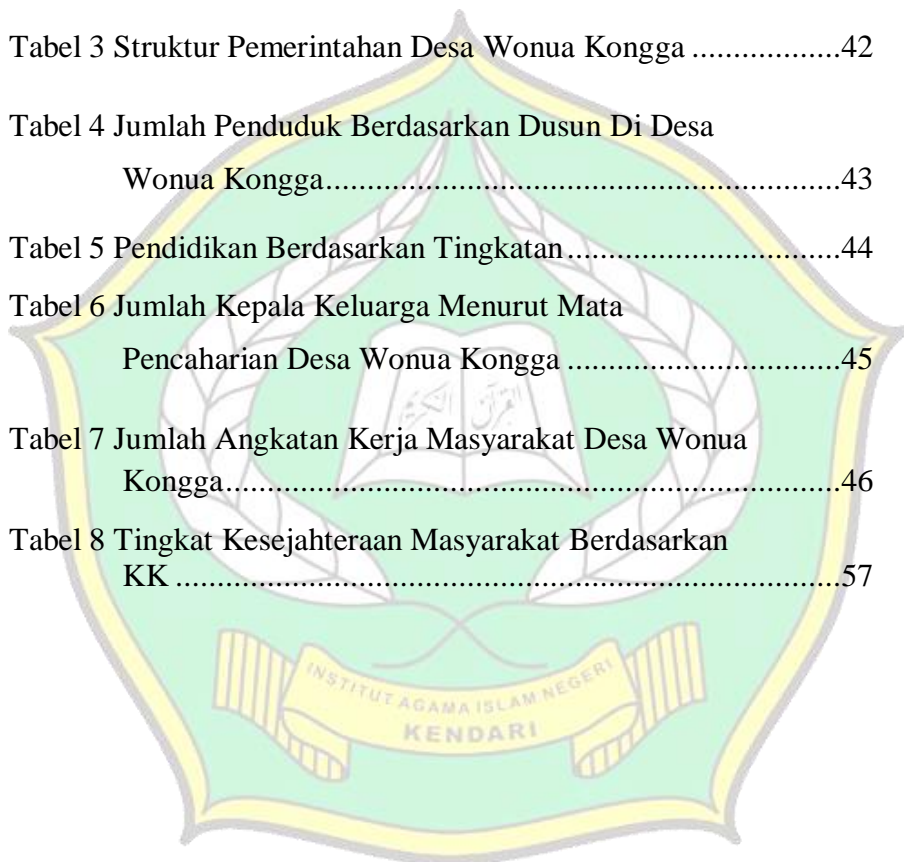 Tabel 3 Struktur Pemerintahan Desa Wonua Kongga ..................42
Tabel 4 Jumlah Penduduk Berdasarkan Dusun Di Desa
Wonua Kongga..............................................................43
Tabel 5 Pendidikan Berdasarkan Tingkatan.................................44
Tabel 6 Jumlah Kepala Keluarga Menurut Mata
Pencaharian Desa Wonua Kongga .................................45
القرآن الكريم
Tabel 7 Jumlah Angkatan Kerja Masyarakat Desa Wonua
Kongga..........................................................................46
Tabel 8 Tingkat Kesejahteraan Masyarakat Berdasarkan
KK ................................................................................57
INSTITUT AGAMA ISLAM NEGERI
KENDARI